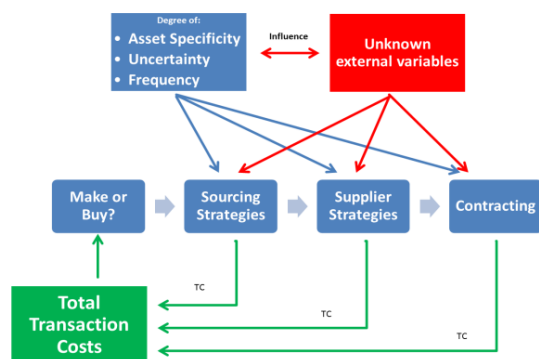 Degree of:
• Asset Specificity
• Uncertainty
• Frequency
Influence
Unknown
external variables
Make or
Buy?
Sourcing
Strategies
Supplier
Strategies
Contracting
TC
TC
TC
Total
Transaction
Costs